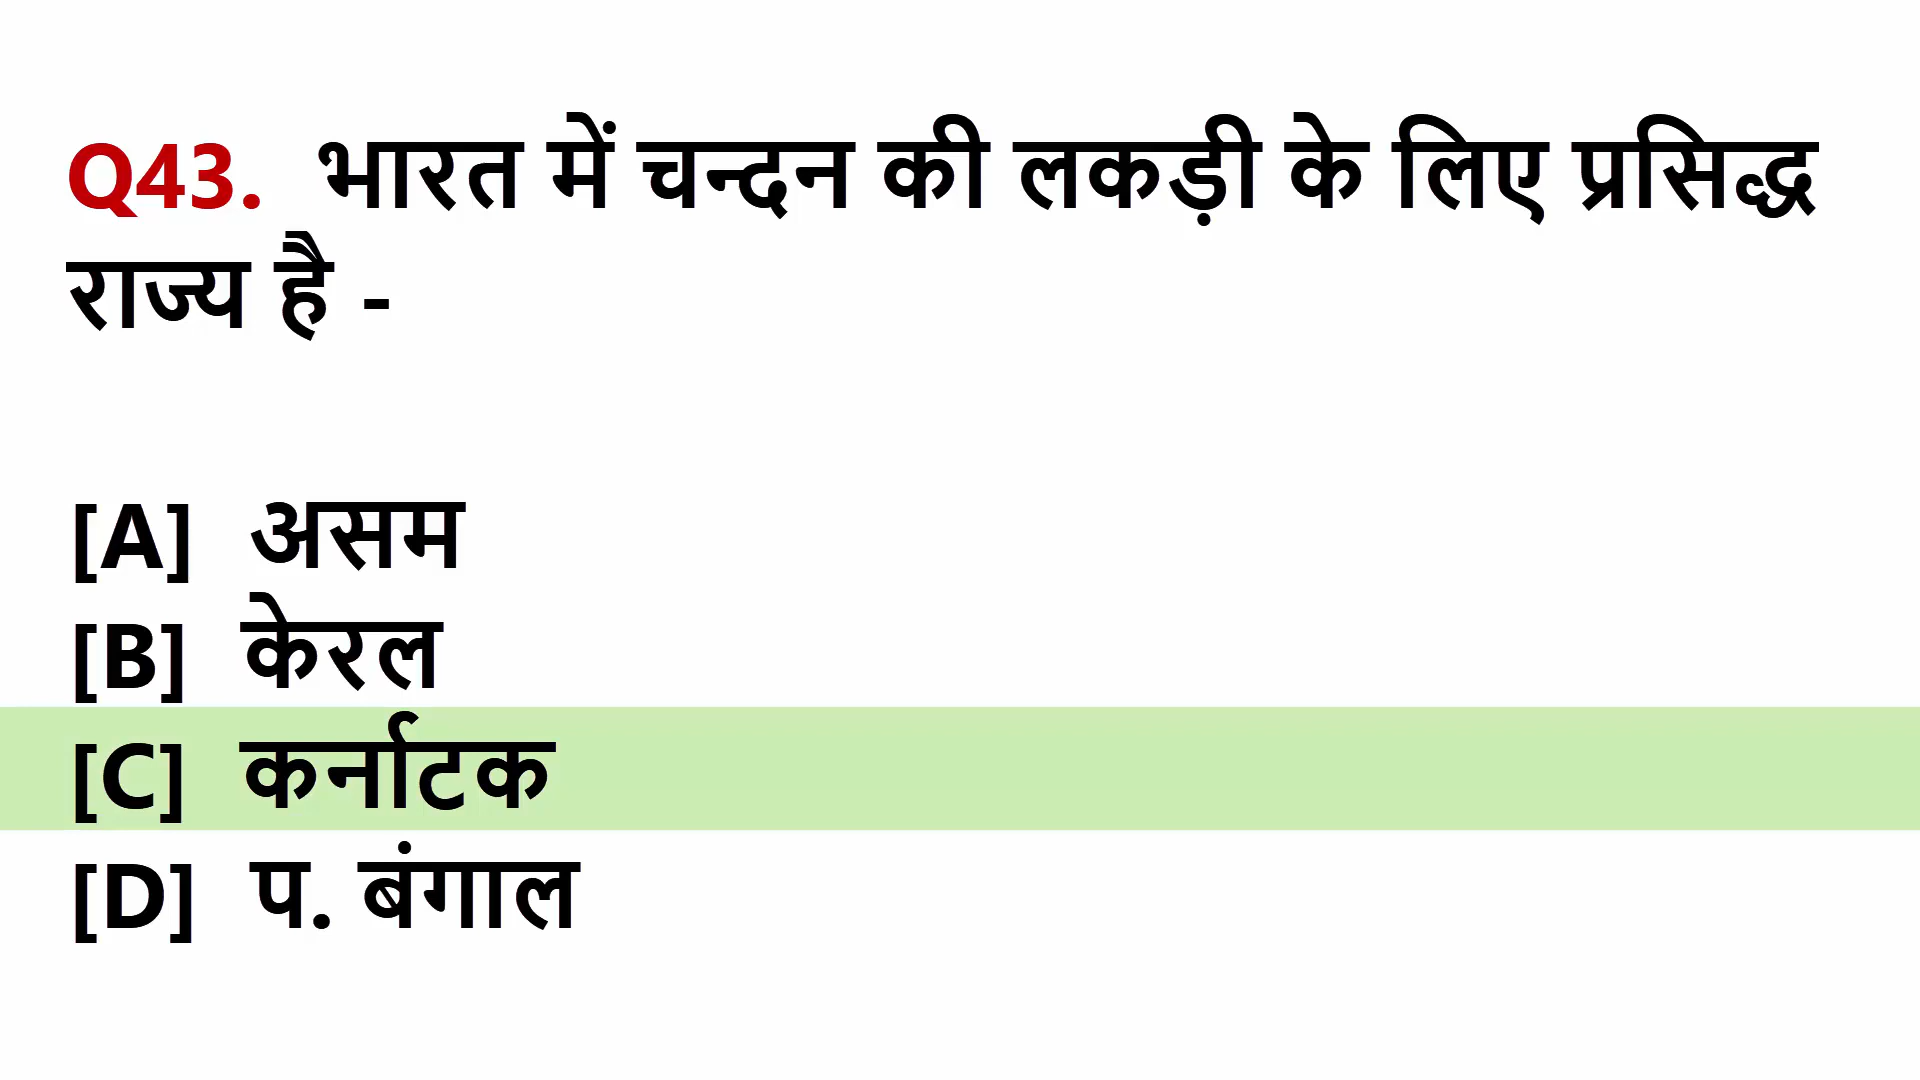 Q43. भारत में चन्दन की लकड़ी के लिए प्रसिद्ध
राज्य है -
[A] असम
[B] केरल
[C] कर्नाटक
[D] प. बंगाल